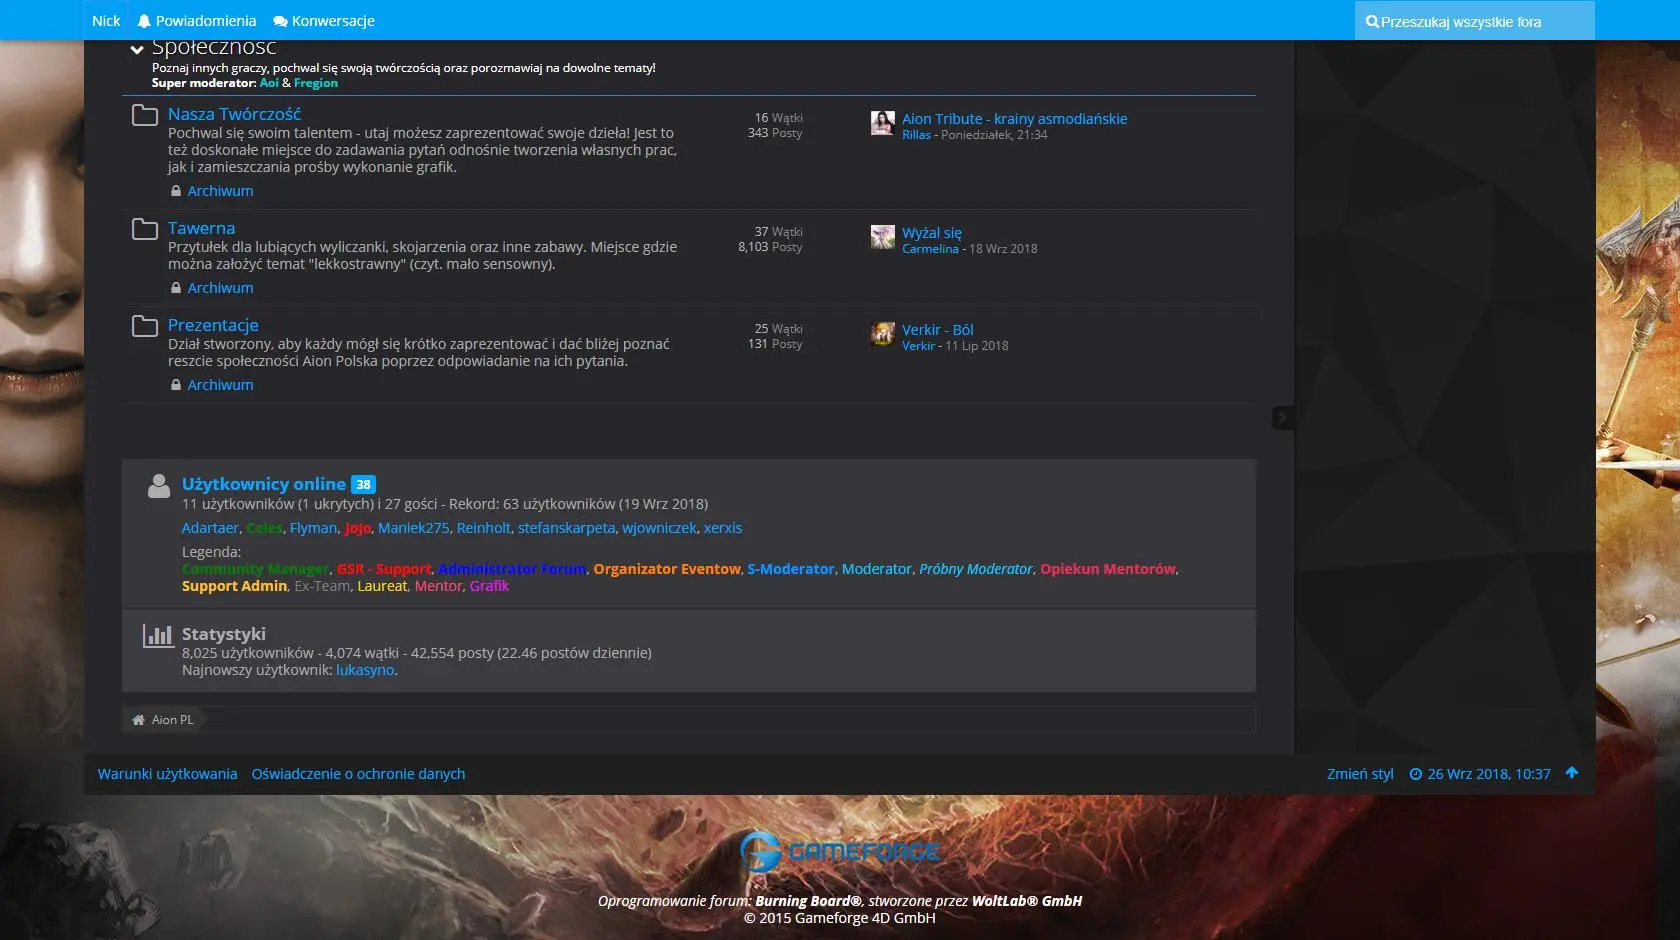 Nick Powiadomienia Konwersacje Przeszukaj wszystkie fora
Społeczność
Poznaj innych graczy, pochwal się swoją twórczością oraz porozmawiaj na dowolne tematy!
Super moderator: Aoi & Fregion
Nasza Twórczość
Pochwal się swoim talentem - utaj możesz zaprezentować swoje dzieła! Jest to
też doskonałe miejsce do zadawania pytań odnośnie tworzenia własnych prac,
jak i zamieszczania prośby wykonanie grafik.
Archiwum
16 Wątki
343 Posty
Aion Tribute - krainy asmodiańskie
Rillas - Poniedziałek, 21:34
Tawerna
Przytułek dla lubiących wyliczanki, skojarzenia oraz inne zabawy. Miejsce gdzie
można założyć temat "lekkostrawny" (czyt. mało sensowny).
Archiwum
37 Wątki
8,103 Posty
Wyżal się
Carmelina - 18 Wrz 2018
Prezentacje
Dział stworzony, aby każdy mógł się krótko zaprezentować i dać bliżej poznać
reszcie społeczności Aion Polska poprzez odpowiadanie na ich pytania.
Archiwum
25 Wątki
131 Posty
Verkir - Ból
Verkir - 11 Lip 2018
Użytkownicy online 38
11 użytkowników (1 ukrytych) i 27 gości - Rekord: 63 użytkowników (19 Wrz 2018)
Adartaer, Celes, Flyman, JoJo, Maniek275, Reinholt, stefanskarpeta, wjowniczek, xerxis
Legenda:
Community Manager, GSR - Support, Administrator Forum, Organizator Eventow, S-Moderator, Moderator, Próbny Moderator, Opiekun Mentorów,
Support Admin, Ex-Team, Laureat, Mentor, Grafik
Statystyki
8,025 użytkowników - 4,074 wątki - 42,554 posty (22.46 postów dziennie)
Najnowszy użytkownik: lukasyno.
Aion PL
Warunki użytkowania Oświadczenie o ochronie danych Zmień styl 26 Wrz 2018, 10:37
GAMEFORGE
Oprogramowanie forum: Burning Board®, stworzone przez WoltLab® GmbH
© 2015 Gameforge 4D GmbH